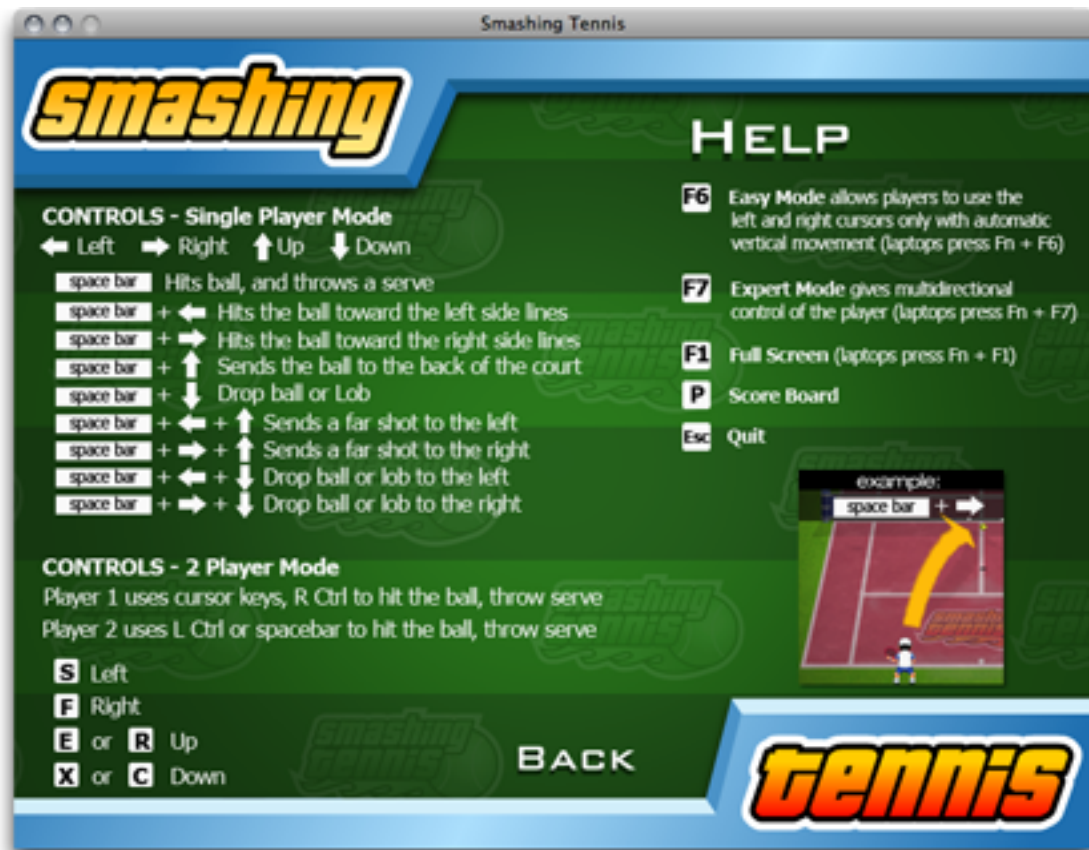 Smashing Tennis
smashing
HELP
CONTROLS - Single Player Mode
Left Right Up Down
space bar Hits ball, and throws a serve
space bar + Hits the ball toward the left side lines
space bar + Hits the ball toward the right side lines
space bar + Sends the ball to the back of the court
space bar + Drop ball or Lob
space bar + + Sends a far shot to the left
space bar + + Sends a far shot to the right
space bar + + Drop ball or lob to the left
space bar + + Drop ball or lob to the right
CONTROLS - 2 Player Mode
Player 1 uses cursor keys, R Ctrl to hit the ball, throw serve
Player 2 uses L Ctrl or spacebar to hit the ball, throw serve
S Left
F Right
E or R Up
X or C Down
F6 Easy Mode allows players to use the
left and right cursors only with automatic
vertical movement (laptops press Fn + F6)
F7 Expert Mode gives multidirectional
control of the player (laptops press Fn + F7)
F1 Full Screen (laptops press Fn + F1)
P Score Board
Esc Quit
example:
space bar +
smashing
tennis
BACK
tennis